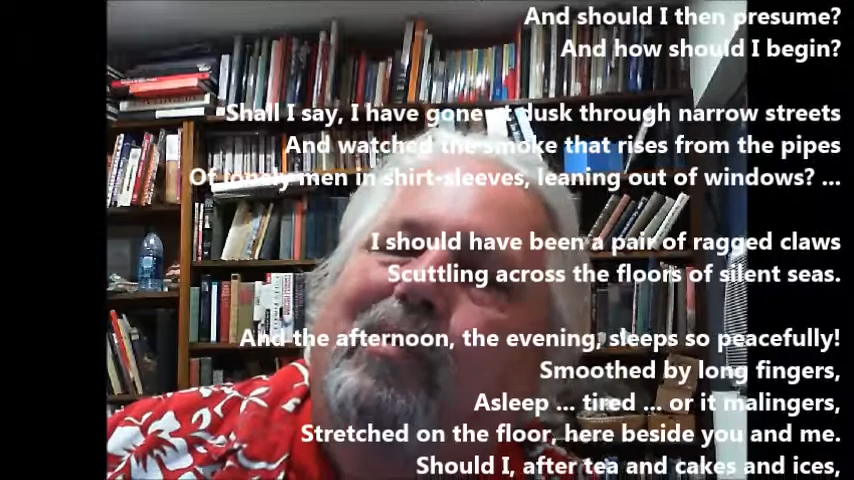 And should I then presume?
And how should I begin?
Shall I say, I have gone at dusk through narrow streets
And watched the smoke that rises from the pipes
Of lonely men in shirt-sleeves, leaning out of windows? ...
I should have been a pair of ragged claws
Scuttling across the floors of silent seas.
And the afternoon, the evening, sleeps so peacefully!
Smoothed by long fingers,
Asleep ... tired ... or it malingers,
Stretched on the floor, here beside you and me.
Should I, after tea and cakes and ices,